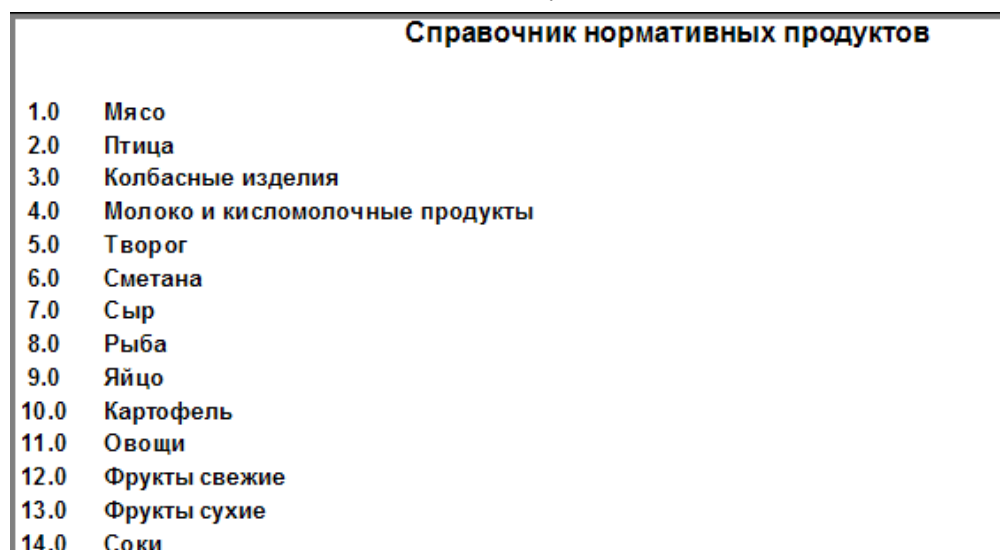 Справочник нормативных продуктов
1.0 Мясо
2.0 Птица
3.0 Колбасные изделия
4.0 Молоко и кисломолочные продукты
5.0 Творог
6.0 Сметана
7.0 Сыр
8.0 Рыба
9.0 Яйцо
10.0 Картофель
11.0 Овощи
12.0 Фрукты свежие
13.0 Фрукты сухие
14.0 Соки